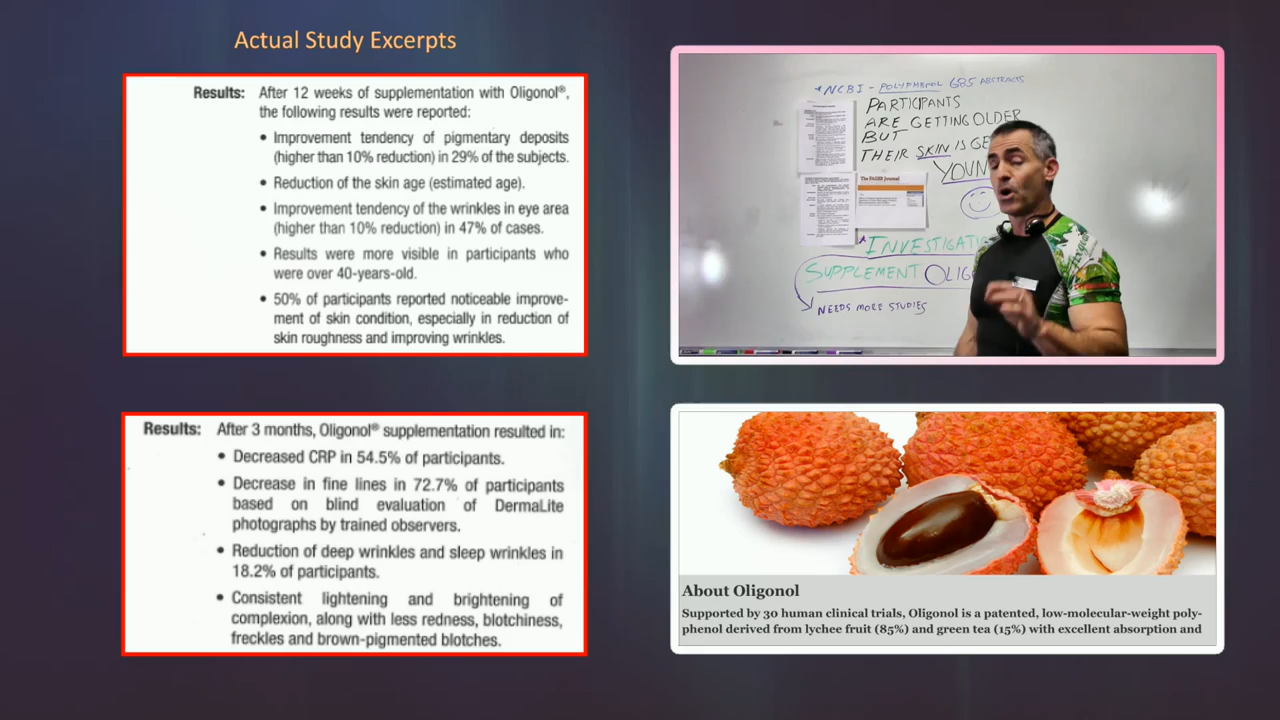 Actual Study Excerpts
Results: After 12 weeks of supplementation with Oligonol®,
the following results were reported:
• Improvement tendency of pigmentary deposits
(higher than 10% reduction) in 29% of the subjects.
• Reduction of the skin age (estimated age).
• Improvement tendency of the wrinkles in eye area
(higher than 10% reduction) in 47% of cases.
• Results were more visible in participants who
were over 40-years-old.
• 50% of participants reported noticeable improve-
ment of skin condition, especially in reduction of
skin roughness and improving wrinkles.
Results: After 3 months, Oligonol® supplementation resulted in:
• Decreased CRP in 54.5% of participants.
• Decrease in fine lines in 72.7% of participants
based on blind evaluation of DermaLite
photographs by trained observers.
• Reduction of deep wrinkles and sleep wrinkles in
18.2% of participants.
• Consistent lightening and brightening of
complexion, along with less redness, blotchiness,
freckles and brown-pigmented blotches.
*NCBI - POLYPHENOL 685 ABSTRACTS
PARTICIPANTS
ARE GETTING OLDER
BUT
THEIR SKIN IS GE
YOUN
The FASEB Journal
*INVESTIGATI
SUPPLEMENT OLIG
NEEDS MORE STUDIES
About Oligonol
Supported by 30 human clinical trials, Oligonol is a patented, low-molecular-weight poly-
phenol derived from lychee fruit (85%) and green tea (15%) with excellent absorption and